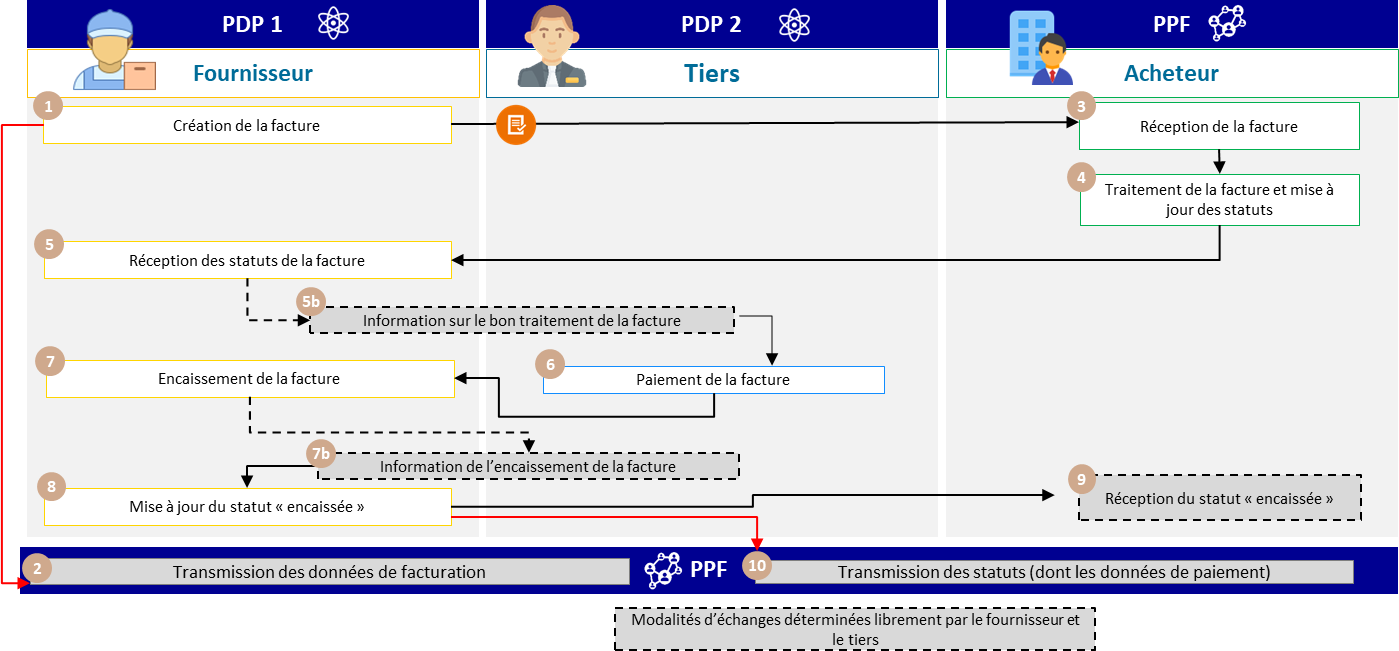 PDP 1
PDP 2
PPF
Fournisseur
Tiers
Acheteur
1
Création de la facture
3
Réception de la facture
4
Traitement de la facture et mise à
jour des statuts
5
Réception des statuts de la facture
5b
Information sur le bon traitement de la facture
7
Encaissement de la facture
6
Paiement de la facture
7b
Information de l’encaissement de la facture
8
Mise à jour du statut « encaissée »
9
Réception du statut « encaissée »
2
Transmission des données de facturation
PPF
10
Transmission des statuts (dont les données de paiement)
Modalités d’échanges déterminées librement par le fournisseur et
le tiers